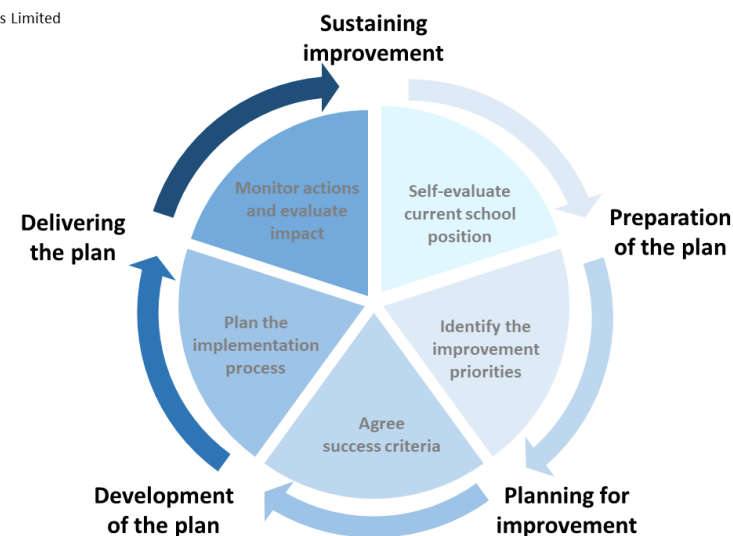 s Limited
Sustaining
improvement
Monitor actions
and evaluate
impact
Self-evaluate
current school
position
Delivering
the plan
Preparation
of the plan
Plan the
implementation
process
Identify the
improvement
priorities
Agree
success criteria
Development
of the plan
Planning for
improvement